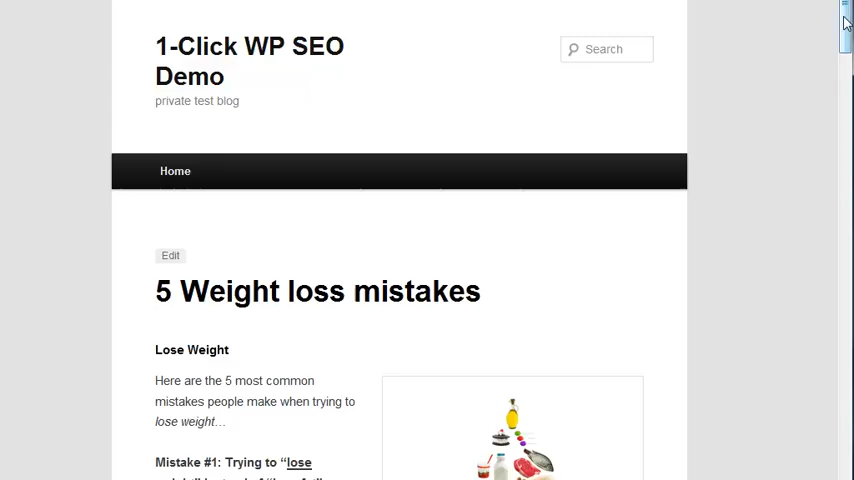 1-Click WP SEO
Demo
private test blog
Search
Home
Edit
5 Weight loss mistakes
Lose Weight
Here are the 5 most common
mistakes people make when trying to
lose weight…
Mistake #1: Trying to “lose